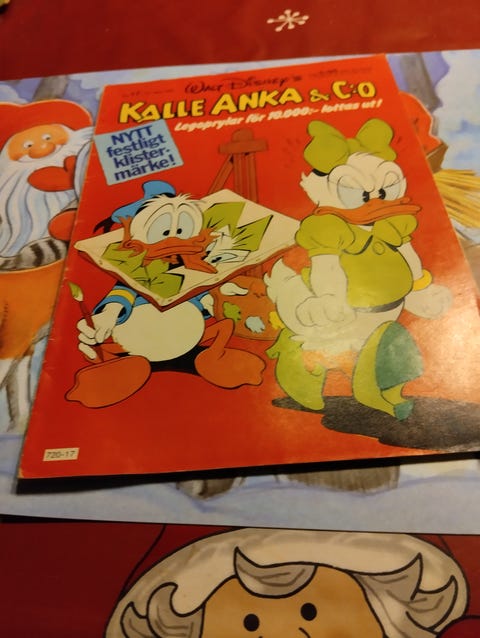 Walt Disney's
KALLE ANKA & C:O
Legoprylar för 10.000:- lottas ut!
NYTT
festligt
klister-
märke!
720-17